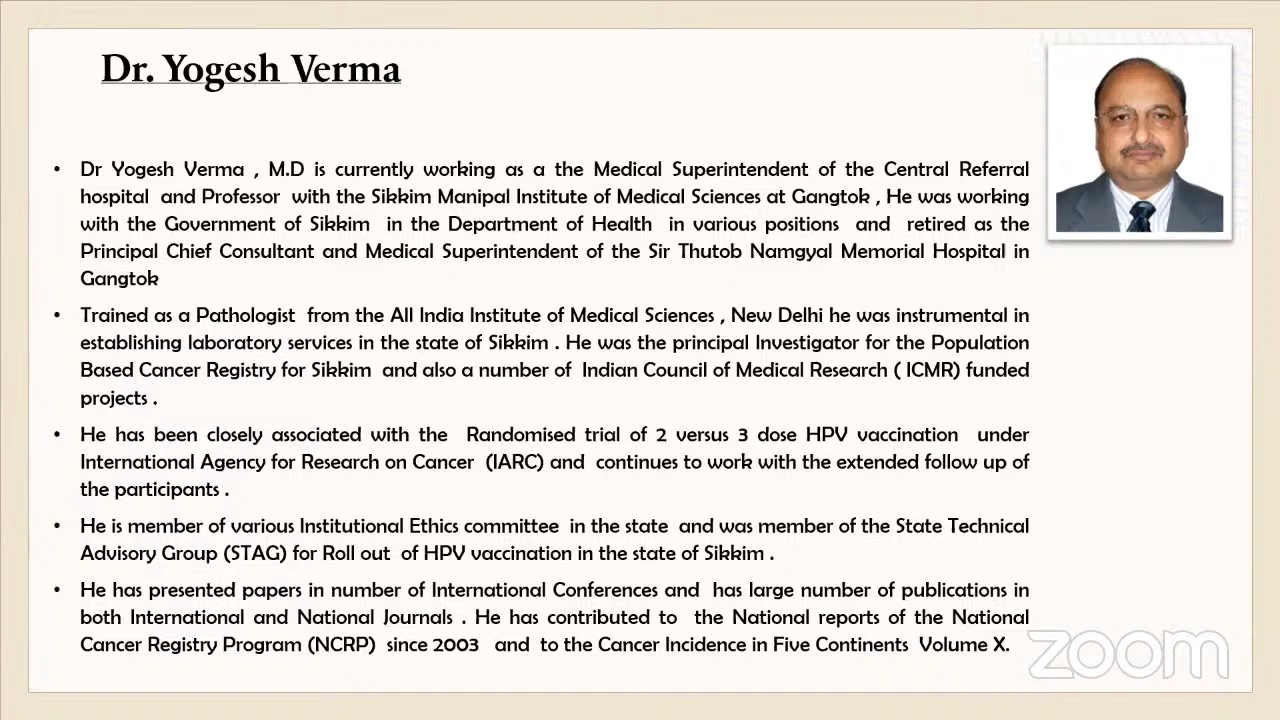 Dr. Yogesh Verma
• Dr Yogesh Verma , M.D is currently working as a the Medical Superintendent of the Central Referral
hospital and Professor with the Sikkim Manipal Institute of Medical Sciences at Gangtok , He was working
with the Government of Sikkim in the Department of Health in various positions and retired as the
Principal Chief Consultant and Medical Superintendent of the Sir Thutob Namgyal Memorial Hospital in
Gangtok
• Trained as a Pathologist from the All India Institute of Medical Sciences , New Delhi he was instrumental in
establishing laboratory services in the state of Sikkim . He was the principal Investigator for the Population
Based Cancer Registry for Sikkim and also a number of Indian Council of Medical Research ( ICMR) funded
projects .
• He has been closely associated with the Randomised trial of 2 versus 3 dose HPV vaccination under
International Agency for Research on Cancer (IARC) and continues to work with the extended follow up of
the participants .
• He is member of various Institutional Ethics committee in the state and was member of the State Technical
Advisory Group (STAG) for Roll out of HPV vaccination in the state of Sikkim .
• He has presented papers in number of International Conferences and has large number of publications in
both International and National Journals . He has contributed to the National reports of the National
Cancer Registry Program (NCRP) since 2003 and to the Cancer Incidence in Five Continents Volume X.
zoom